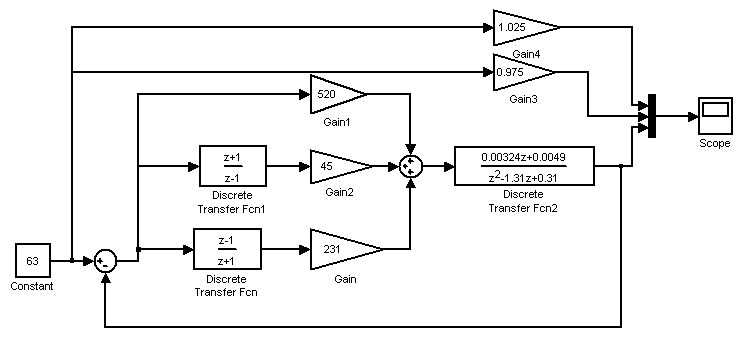 1.025
Gain4
0.975
Gain3
Scope
520
Gain1
z+1
z-1
Discrete
Transfer Fcn1
45
Gain2
+
+
+
0.00324z+0.0049
z²-1.31z+0.31
Discrete
Transfer Fcn2
63
Constant
+-
z-1
z+1
Discrete
Transfer Fcn
231
Gain